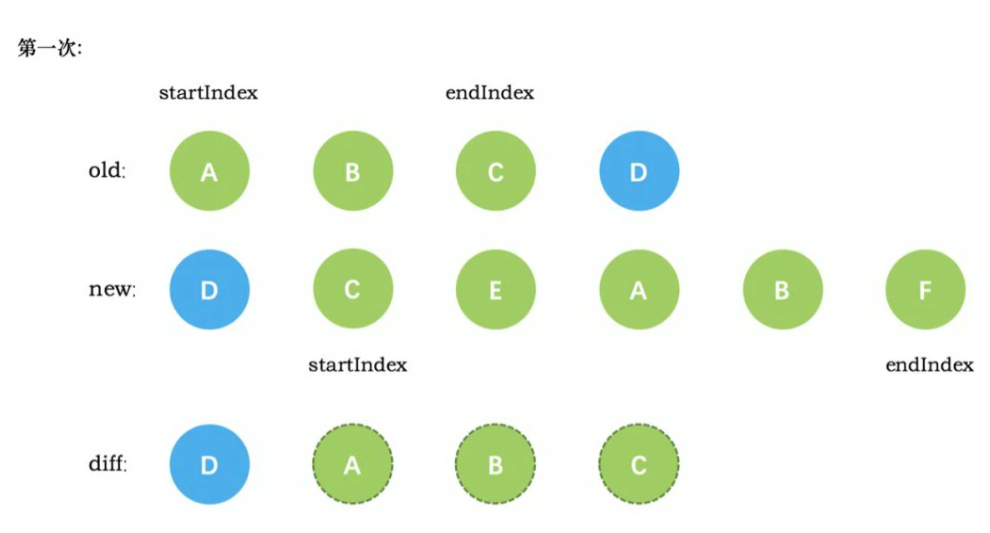 第一次:
startIndex endIndex
old: A B C D
new: D C E A B F
startIndex endIndex
diff: D A B C